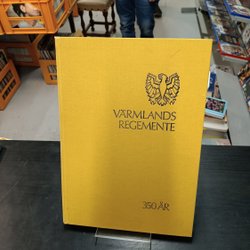 VÄRMLANDS
REGEMENTE
350 ÅR